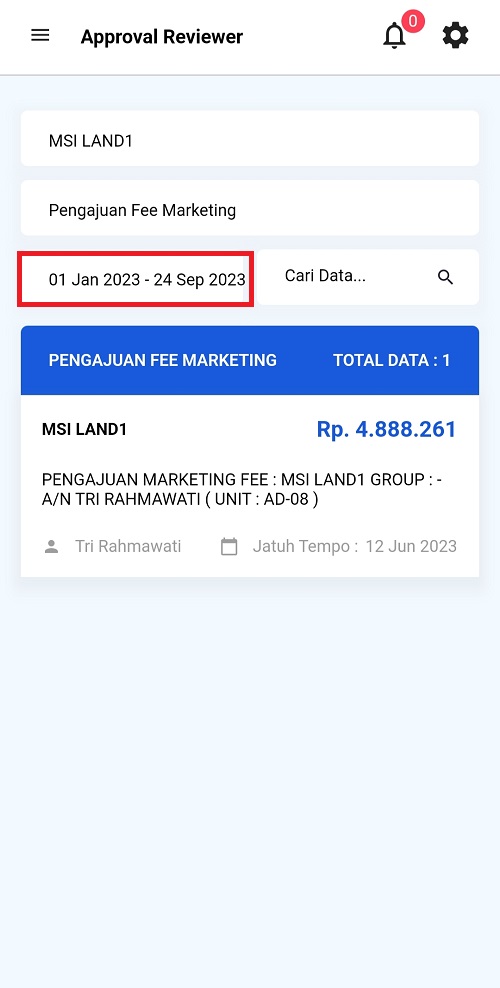 Approval Reviewer
0
MSI LAND1
Pengajuan Fee Marketing
01 Jan 2023 - 24 Sep 2023
Cari Data...
PENGAJUAN FEE MARKETING
TOTAL DATA : 1
MSI LAND1
Rp. 4.888.261
PENGAJUAN MARKETING FEE : MSI LAND1 GROUP : -
A/N TRI RAHMAWATI ( UNIT : AD-08 )
Tri Rahmawati
Jatuh Tempo : 12 Jun 2023